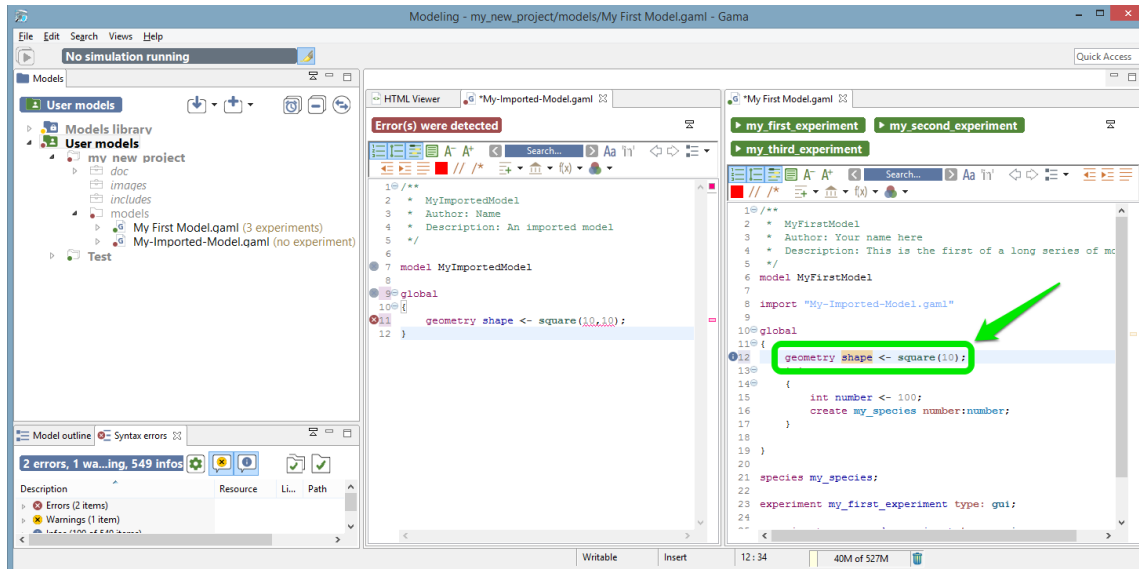 Modeling - my_new_project/models/My First Model.gaml - Gama
File Edit Search Views Help
No simulation running
Quick Access
Models
User models
Models library
User models
my_new_project
doc
images
includes
models
My First Model.gaml (3 experiments)
My-Imported-Model.gaml (no experiment)
Test
Model outline Syntax errors
2 errors, 1 wa...ing, 549 infos
Description Resource Li... Path
Errors (2 items)
Warnings (1 item)
HTML Viewer *My-Imported-Model.gaml
Error(s) were detected
A- A+ Search... Aa
// /* f(x)
1 /**
2 * MyImportedModel
3 * Author: Name
4 * Description: An imported model
5 */
6
7 model MyImportedModel
8
9 global
10 {
11 geometry shape <- square(10,10);
12 }
*My First Model.gaml
my_first_experiment my_second_experiment
my_third_experiment
A- A+ Search... Aa
// /* f(x)
1 /**
2 * MyFirstModel
3 * Author: Your name here
4 * Description: This is the first of a long series of mo
5 */
6 model MyFirstModel
7
8 import "My-Imported-Model.gaml"
9
10 global
11 {
12 geometry shape <- square(10);
13
14 {
15 int number <- 100;
16 create my_species number:number;
17 }
18
19 }
20
21 species my_species;
22
23 experiment my_first_experiment type: gui;
24
Writable Insert 12 : 34 40M of 527M